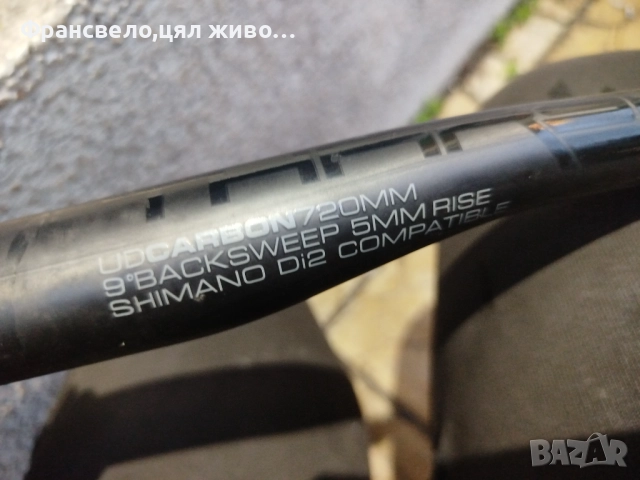 Франсвело,цял живо...
UDCARBON720MM
9°BACKSWEEP 5MM RISE
SHIMANO Di2 COMPATIBLE
BAZAR